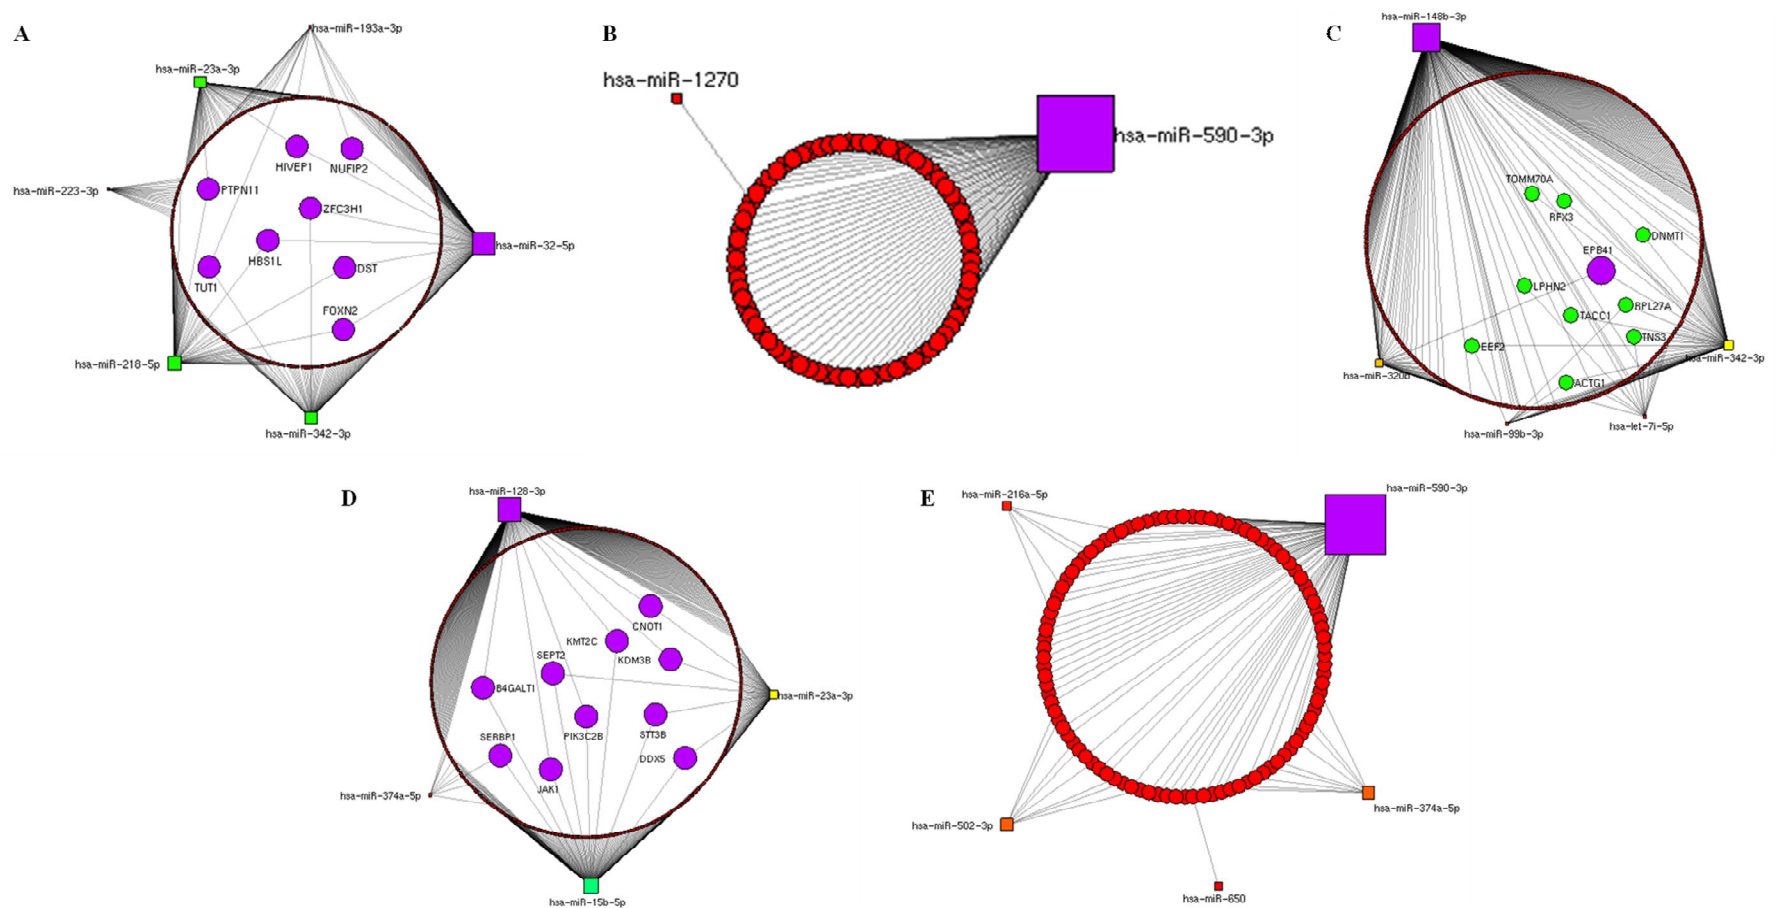 A
hsa-miR-193a-3p
hsa-miR-23a-3p
HIVEP1
NUFIP2
hsa-miR-223-3p
PTPN11
ZFC3H1
HBS1L
hsa-miR-32-5p
DST
TUT1
FOXN2
hsa-miR-218-5p
hsa-miR-342-3p
B
hsa-miR-1270
hsa-miR-590-3p
C
hsa-miR-148b-3p
TOMM70A
RFX3
DNMT1
EPB41
LPHN2
RPL27A
TACC1
TNS3
EEF2
hsa-miR-342-3p
hsa-miR-320b
ACTG1
hsa-miR-99b-3p
hsa-let-7i-5p
D
hsa-miR-128-3p
CNOT1
KMT2C
SEPT2
KDM3B
B4GALT1
hsa-miR-23a-3p
SERBP1
PIK3C2B
STT3B
DDX5
JAK1
hsa-miR-374a-5p
hsa-miR-15b-5p
E
hsa-miR-216a-5p
hsa-miR-590-3p
hsa-miR-374a-5p
hsa-miR-502-3p
hsa-miR-650